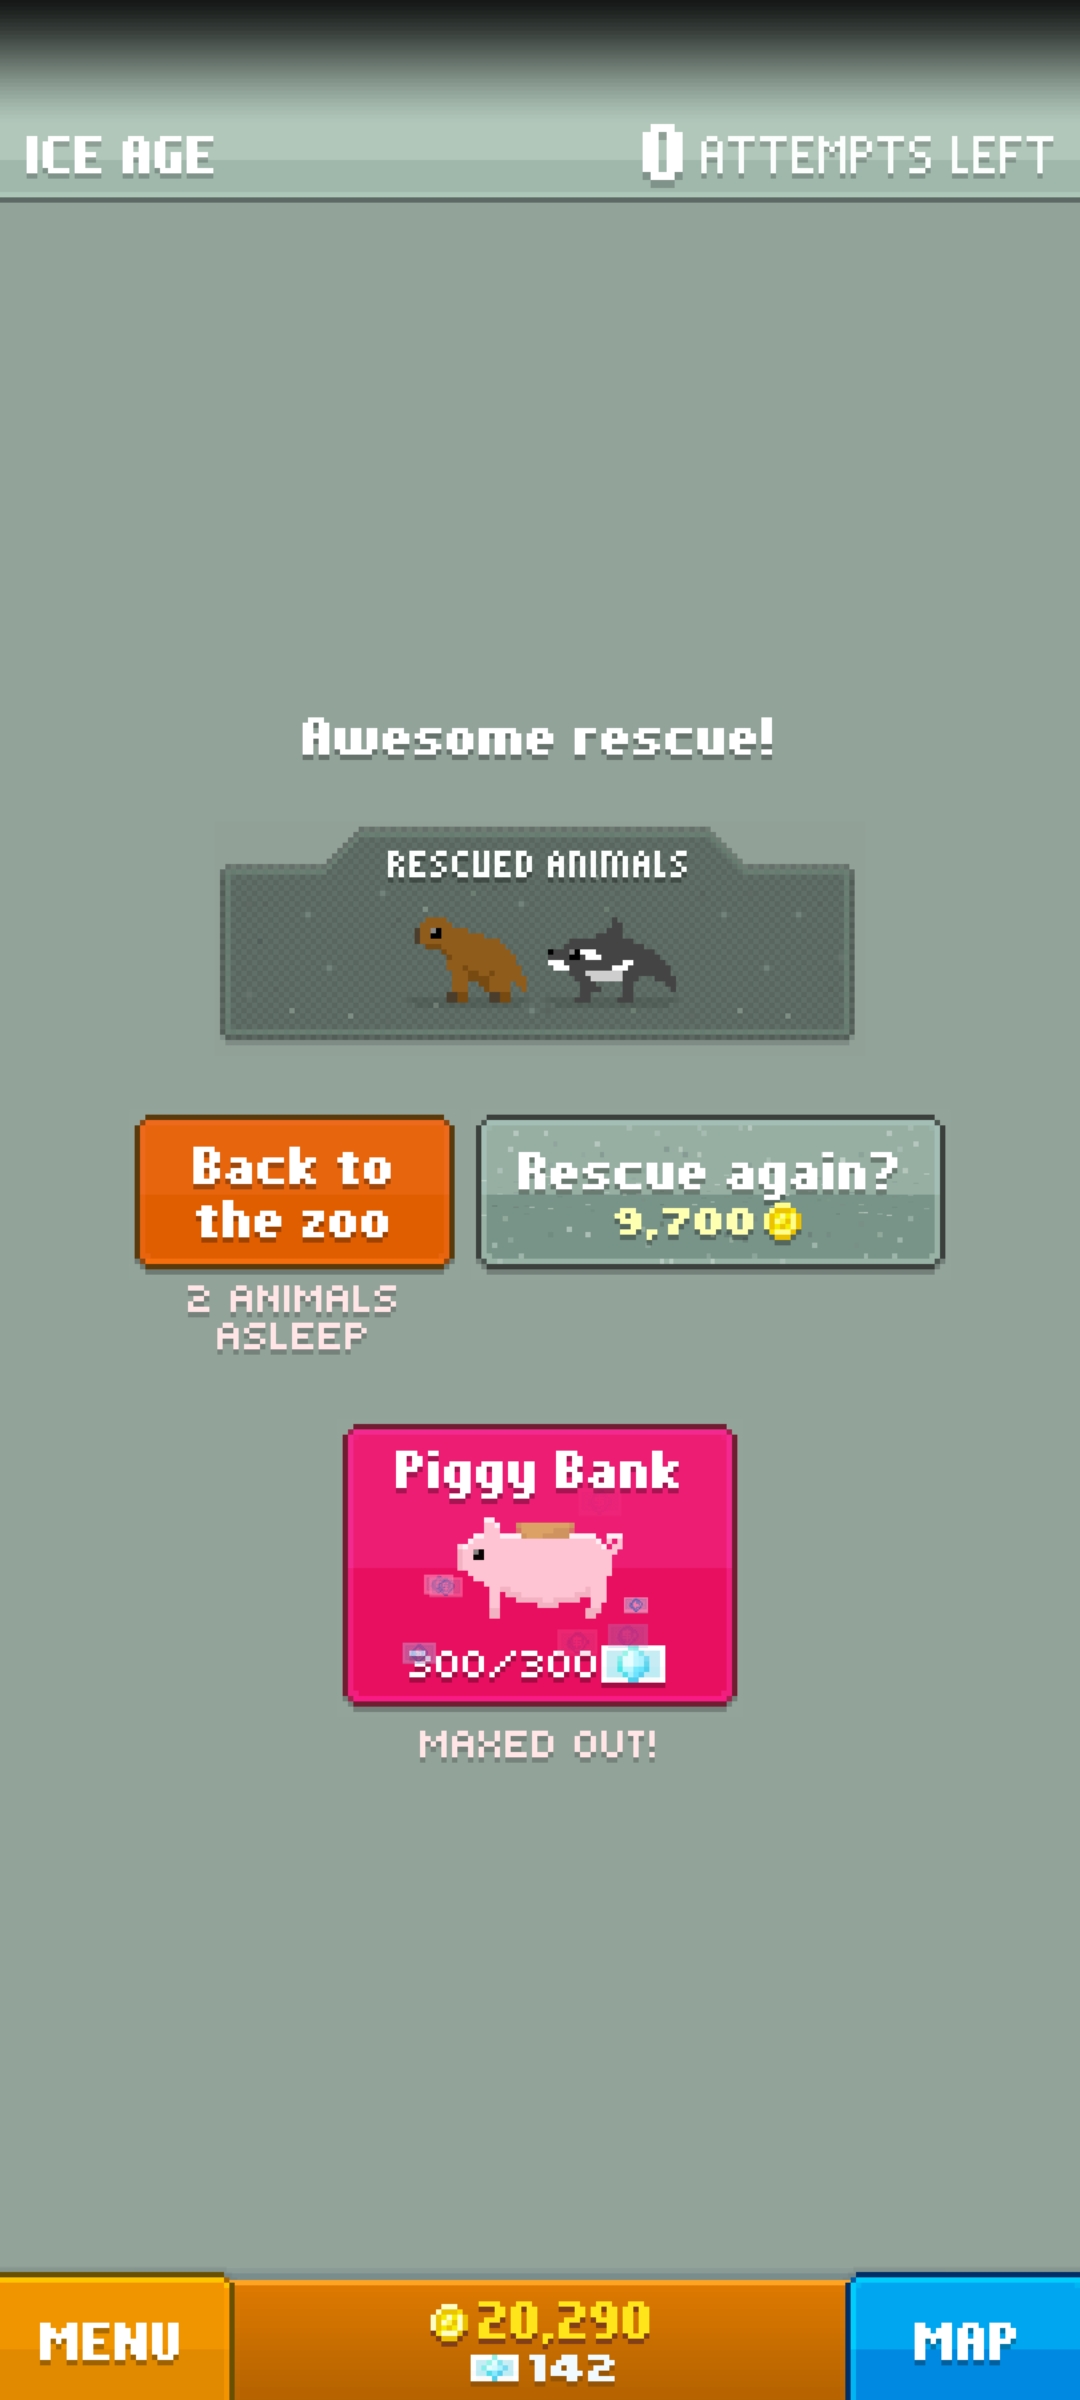 ICE AGE
0 ATTEMPTS LEFT
Awesome rescue!
RESCUED ANIMALS
Back to
the zoo
Rescue again?
9,700
2 ANIMALS
ASLEEP
Piggy Bank
300/300
MAXED OUT!
MENU
20,290
142
MAP